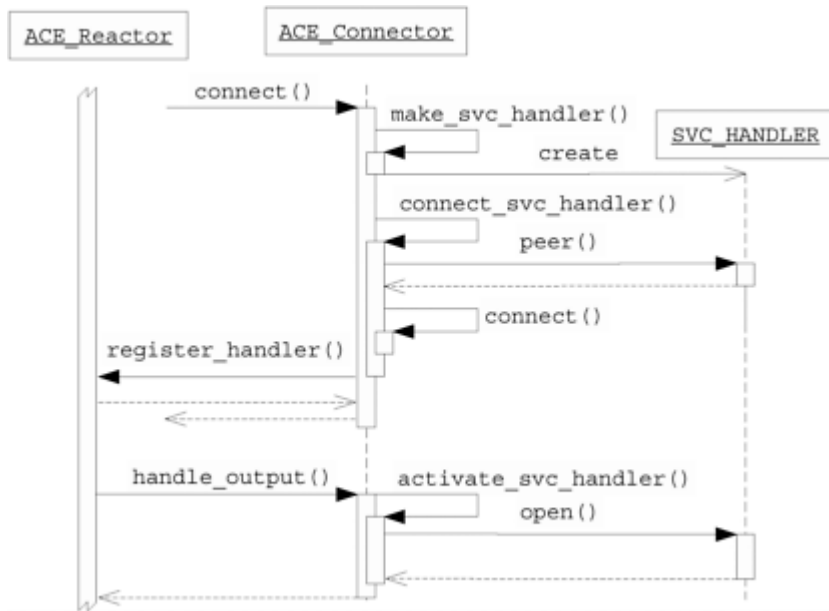 ACE_Reactor
ACE_Connector
connect()
make_svc_handler()
SVC_HANDLER
create
connect_svc_handler()
peer()
connect()
register_handler()
handle_output()
activate_svc_handler()
open()